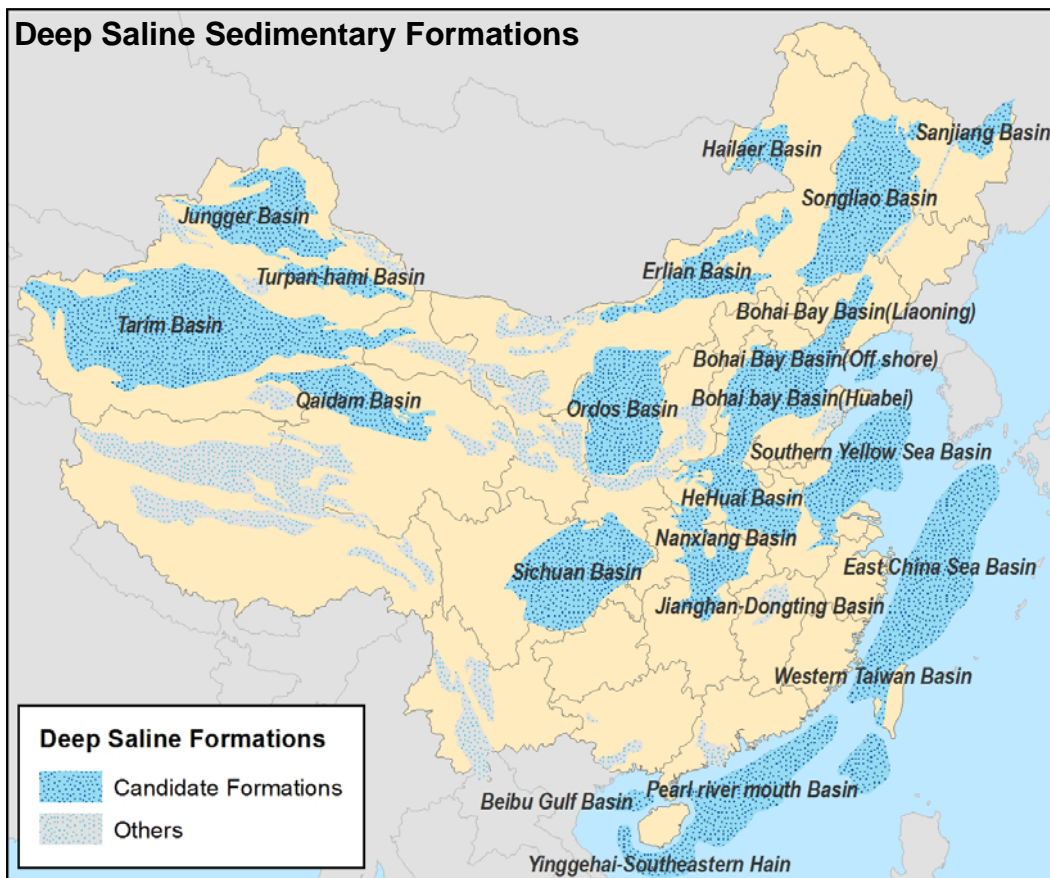 Deep Saline Sedimentary Formations
Sanjiang Basin
Hailaer Basin
Songliao Basin
Jungger Basin
Turpan-hami Basin
Erlian Basin
Tarim Basin
Bohai Bay Basin(Liaoning)
Bohai Bay Basin(Off shore)
Qaidam Basin
Ordos Basin
Bohai bay Basin(Huabei)
Southern Yellow Sea Basin
HeHuai Basin
Nanxiang Basin
Sichuan Basin
East China Sea Basin
Jianghan-Dongting Basin
Western Taiwan Basin
Pearl river mouth Basin
Beibu Gulf Basin
Yinggehai-Southeastern Hain
Deep Saline Formations
Candidate Formations
Others